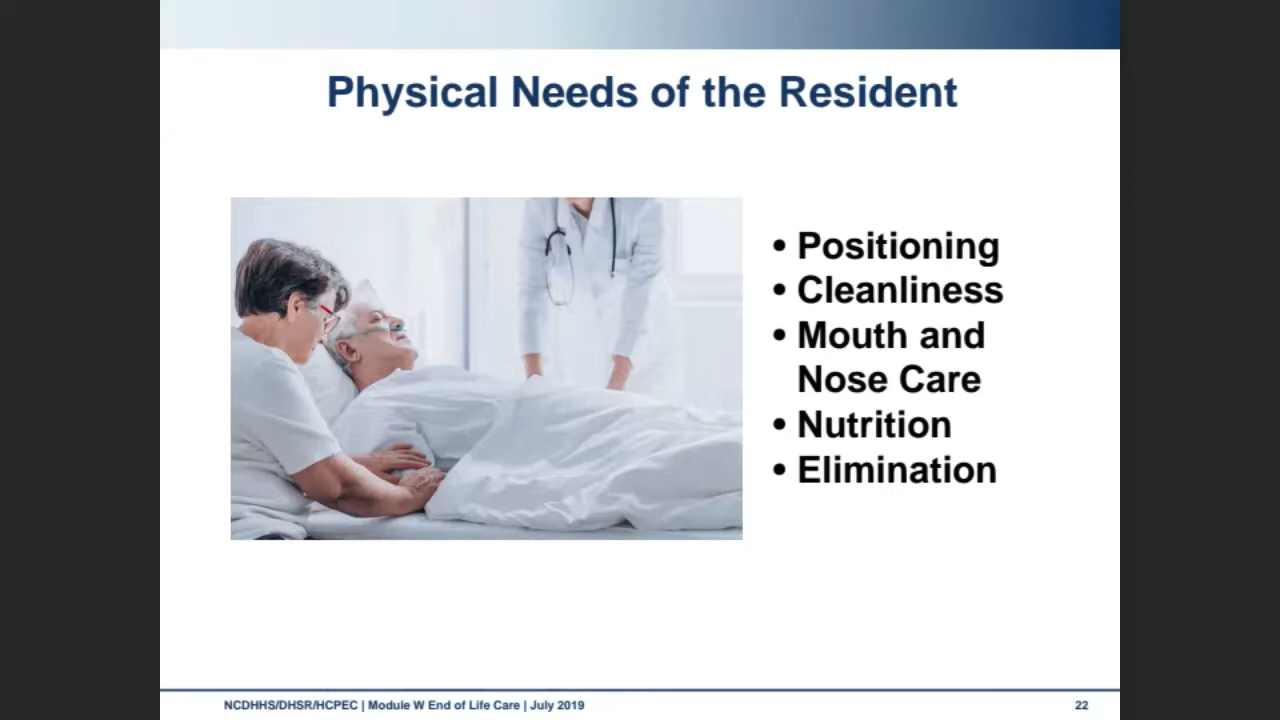 Physical Needs of the Resident
• Positioning
• Cleanliness
• Mouth and
Nose Care
• Nutrition
• Elimination
NCDHHS/DHSR/HCPEC | Module W End of Life Care | July 2019
22